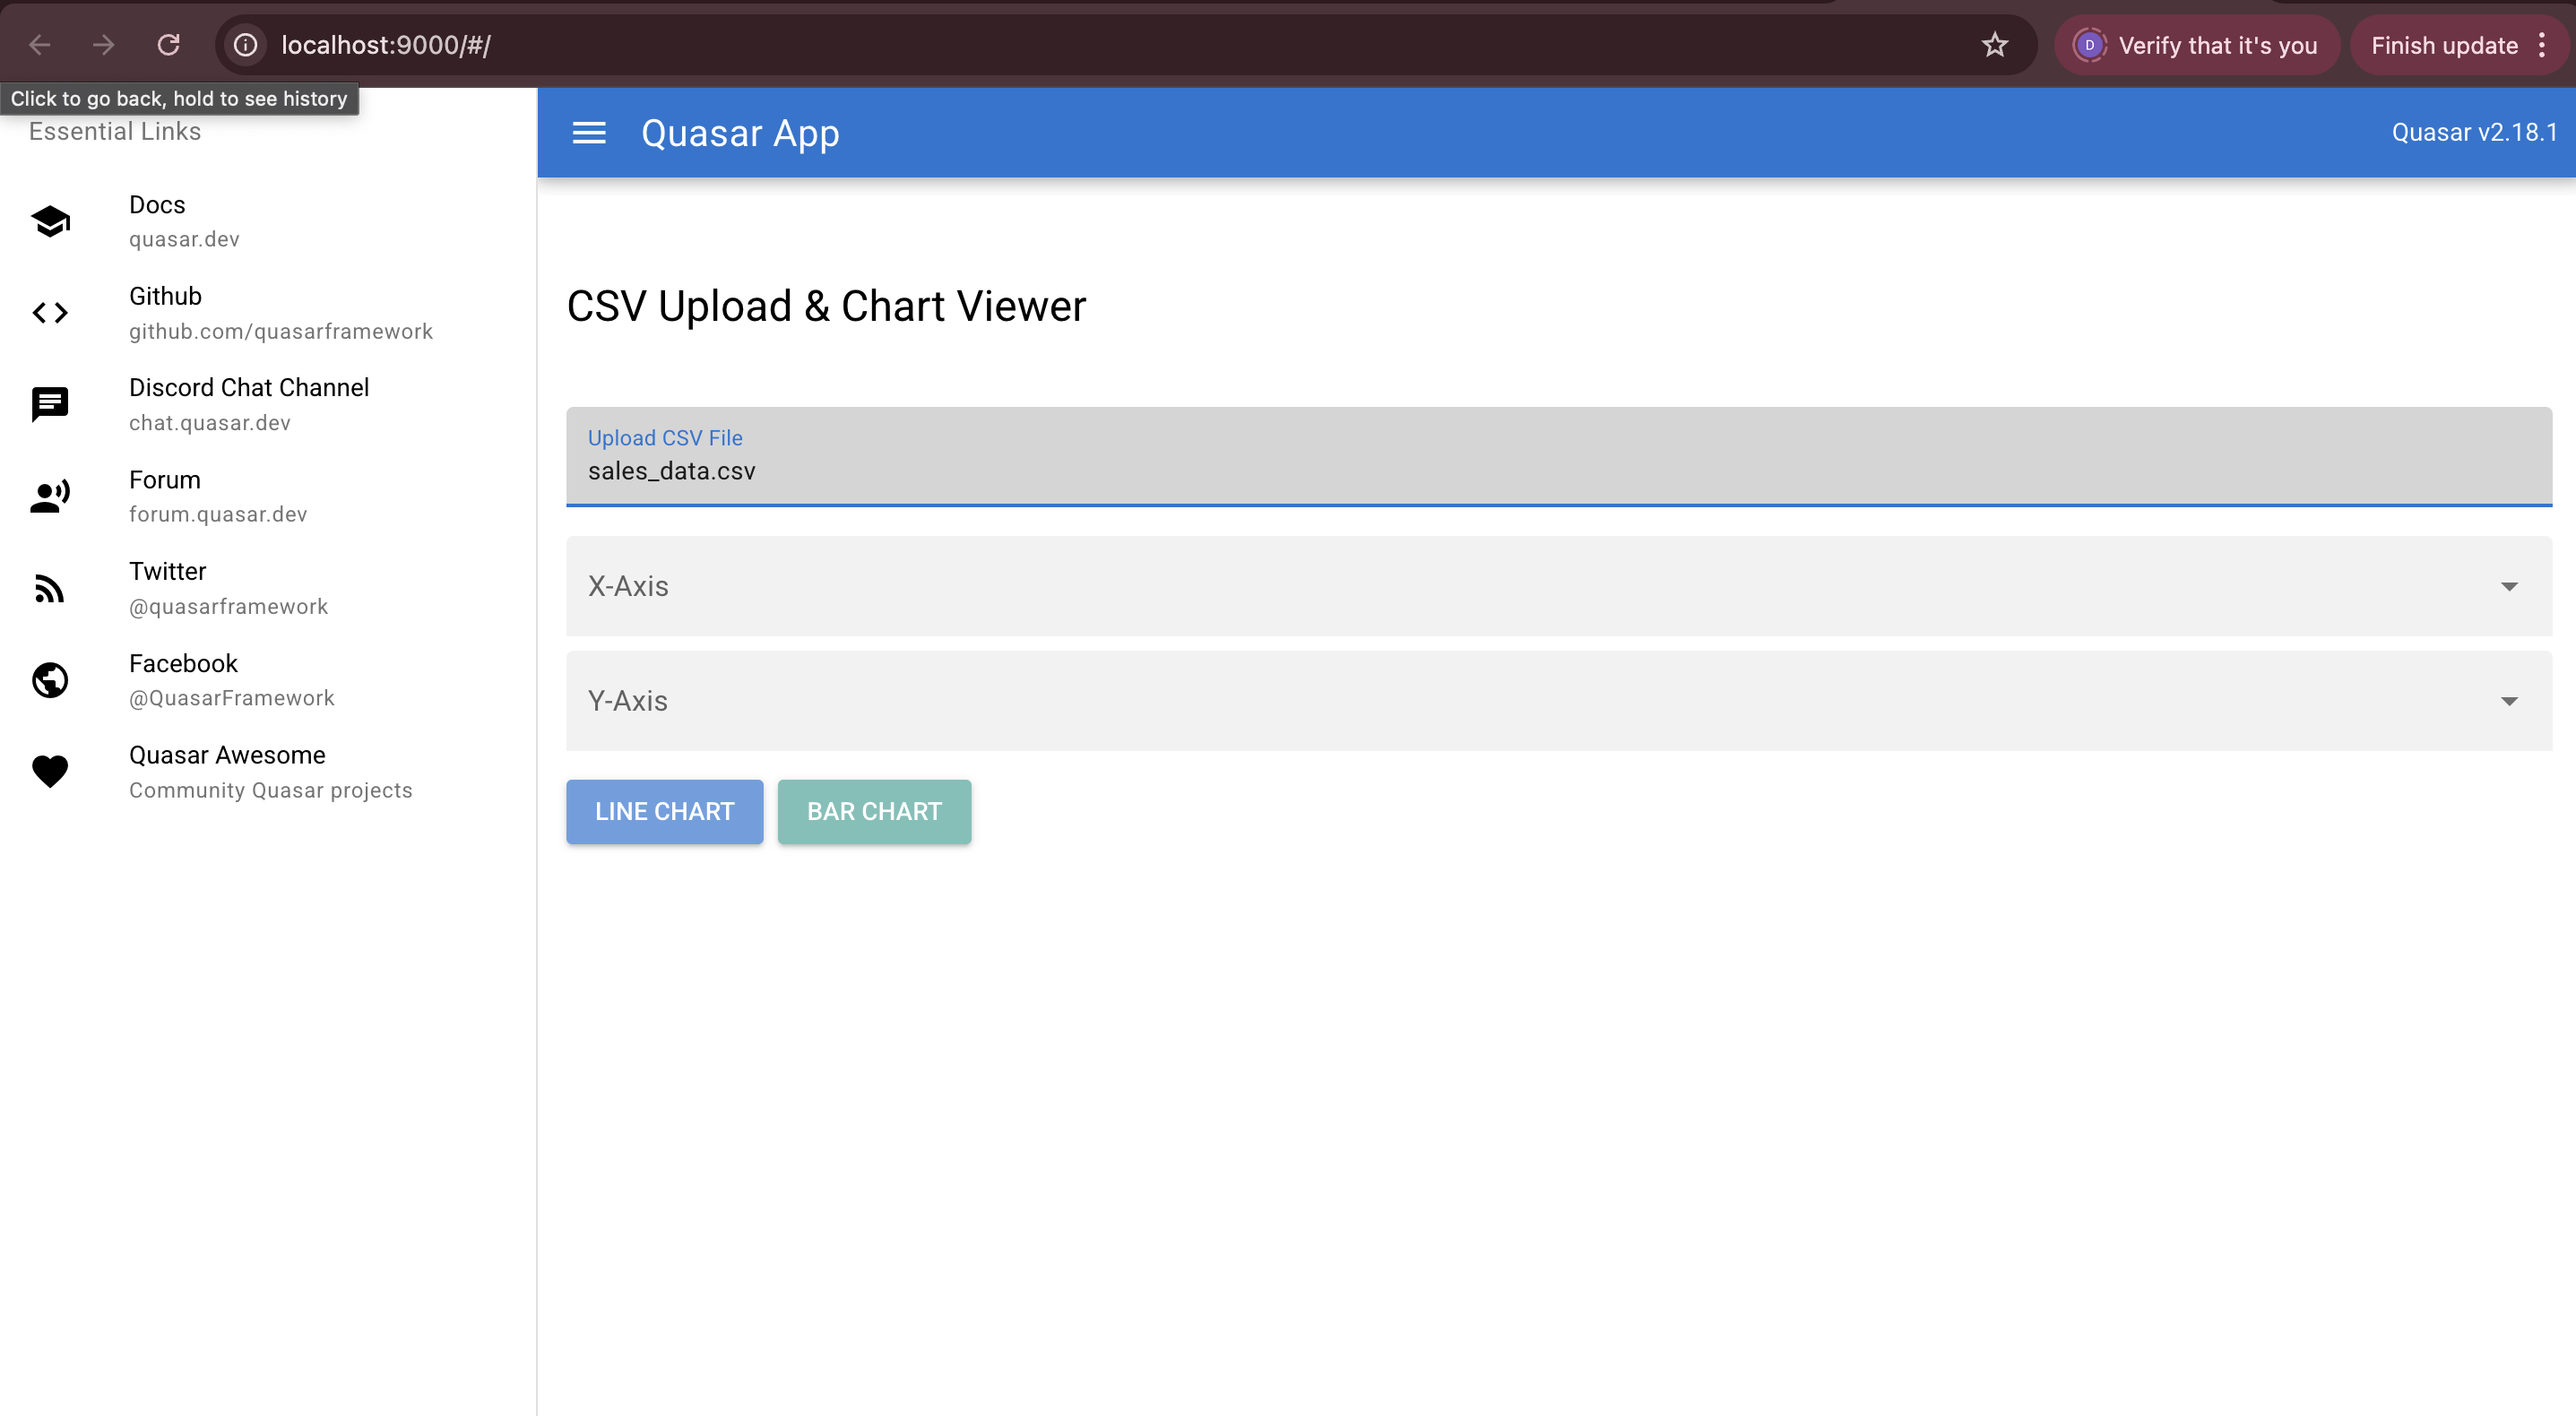 localhost:9000/#/
D
Verify that it's you
Finish update
Click to go back, hold to see history
Essential Links
Docs
quasar.dev
Github
github.com/quasarframework
Discord Chat Channel
chat.quasar.dev
Forum
forum.quasar.dev
Twitter
@quasarframework
Facebook
@QuasarFramework
Quasar Awesome
Community Quasar projects
Quasar App
Quasar v2.18.1
CSV Upload & Chart Viewer
Upload CSV File
sales_data.csv
X-Axis
Y-Axis
LINE CHART
BAR CHART